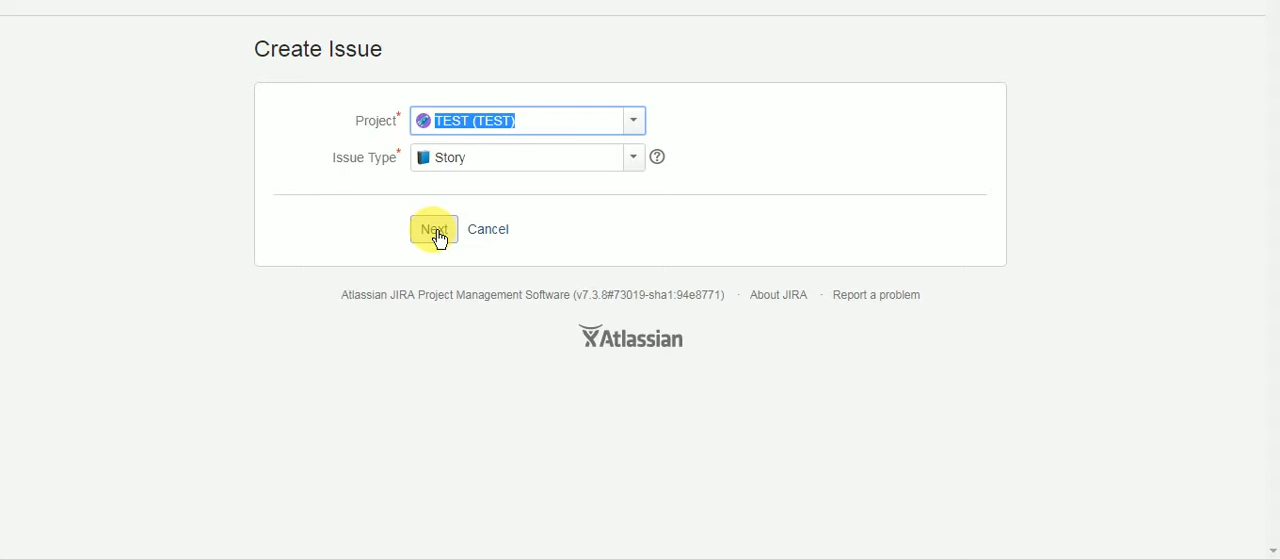 Create Issue
Project* TEST (TEST)
Issue Type* Story ?
Next Cancel
Atlassian JIRA Project Management Software (v7.3.8#73019-sha1:94e8771) · About JIRA · Report a problem
Atlassian